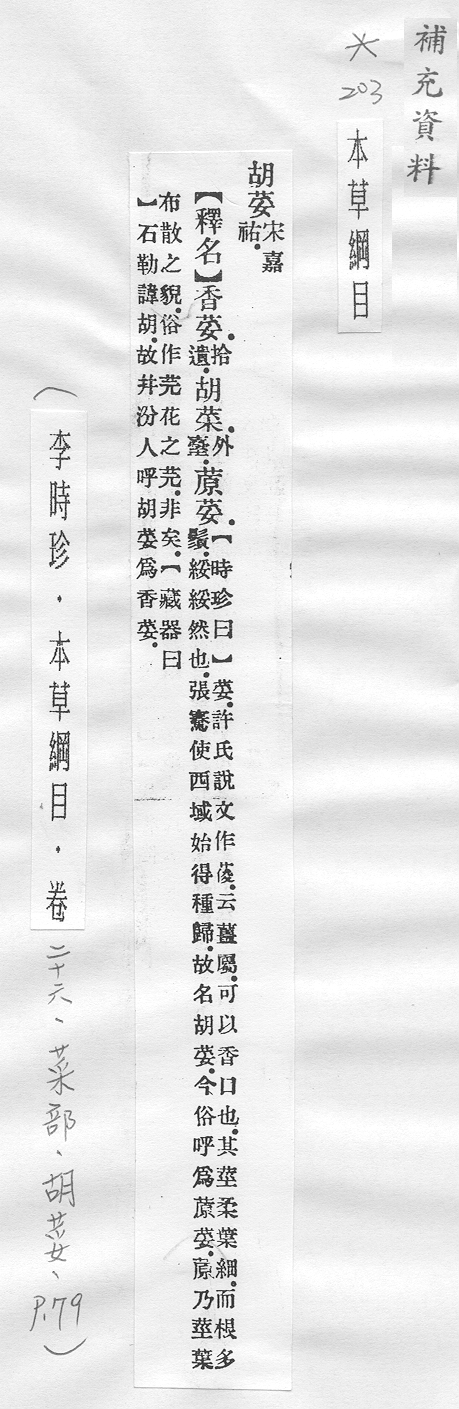 補充資料
* 203 本草綱目
胡荽宋嘉祐.
【釋名】香荽.拾遺.胡菜.外臺.蒝荽.【時珍曰】荽.許氏說文作葰.云薑屬.可以香口也.其莖柔葉細.而根多
鬚.綏綏然也.張騫使西域始得種歸.故名胡荽.今俗呼爲蒝荽.蒝乃莖葉
布散之貌.俗作芫花之芫.非矣.【藏器曰
】石勒諱胡.故幷汾人呼胡荽爲香荽.
(李時珍．本草綱目．卷二十六、菜部、胡荽、P.79)